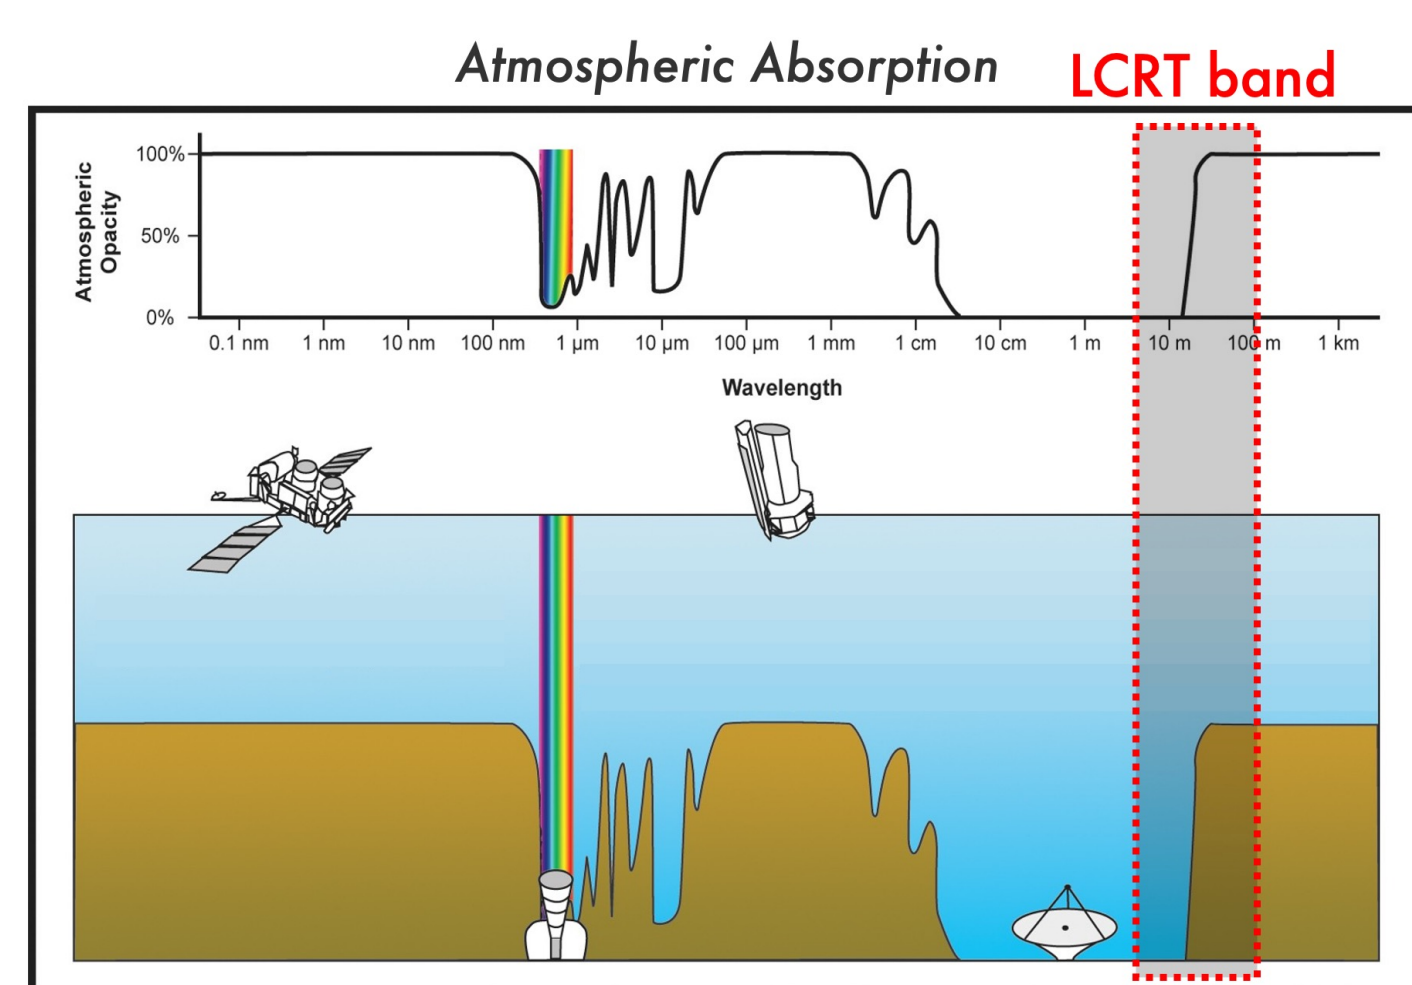 Atmospheric Absorption
LCRT band
Atmospheric
Opacity
100%
50%
0%
0.1 nm 1 nm 10 nm 100 nm 1 µm 10 µm 100 µm 1 mm 1 cm 10 cm 1 m 10 m 100 m 1 km
Wavelength